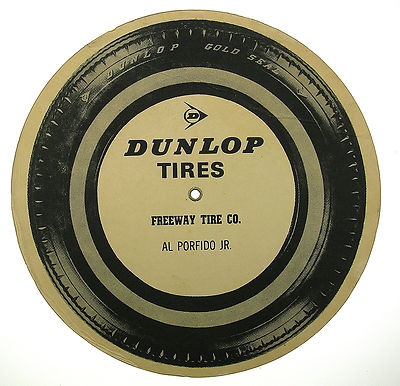 DUNLOP GOLD SEAL
DUNLOP
TIRES
FREEWAY TIRE CO.
AL PORFIDO JR.